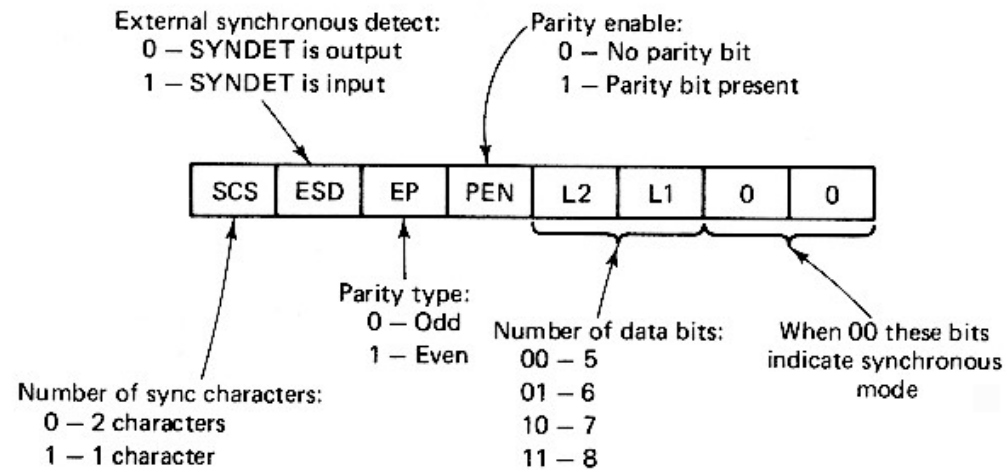 External synchronous detect:
0 – SYNDET is output
1 – SYNDET is input
Parity enable:
0 – No parity bit
1 – Parity bit present
SCS ESD EP PEN L2 L1 0 0
Parity type:
0 – Odd
1 – Even
Number of sync characters:
0 – 2 characters
1 – 1 character
Number of data bits:
00 – 5
01 – 6
10 – 7
11 – 8
When 00 these bits
indicate synchronous
mode